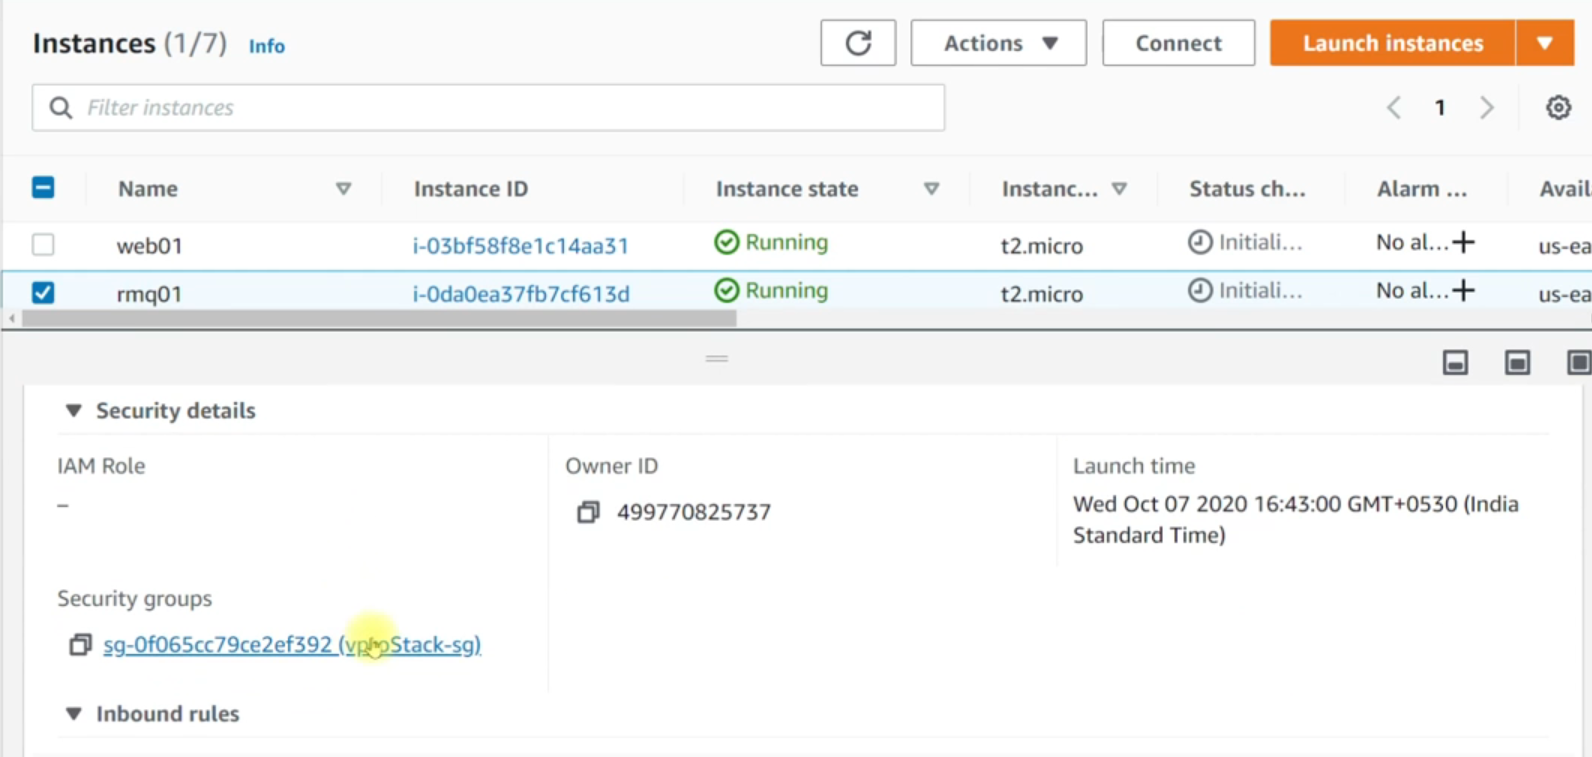 Instances (1/7) Info
Actions Connect Launch instances
Filter instances
1
Name Instance ID Instance state Instanc... Status ch... Alarm ... Avail
web01 i-03bf58f8e1c14aa31 Running t2.micro Initiali... No al... us-ea
rmq01 i-0da0ea37fb7cf613d Running t2.micro Initiali... No al... us-ea
Security details
IAM Role Owner ID Launch time
– 499770825737 Wed Oct 07 2020 16:43:00 GMT+0530 (India
Standard Time)
Security groups
sg-0f065cc79ce2ef392 (vproStack-sg)
Inbound rules